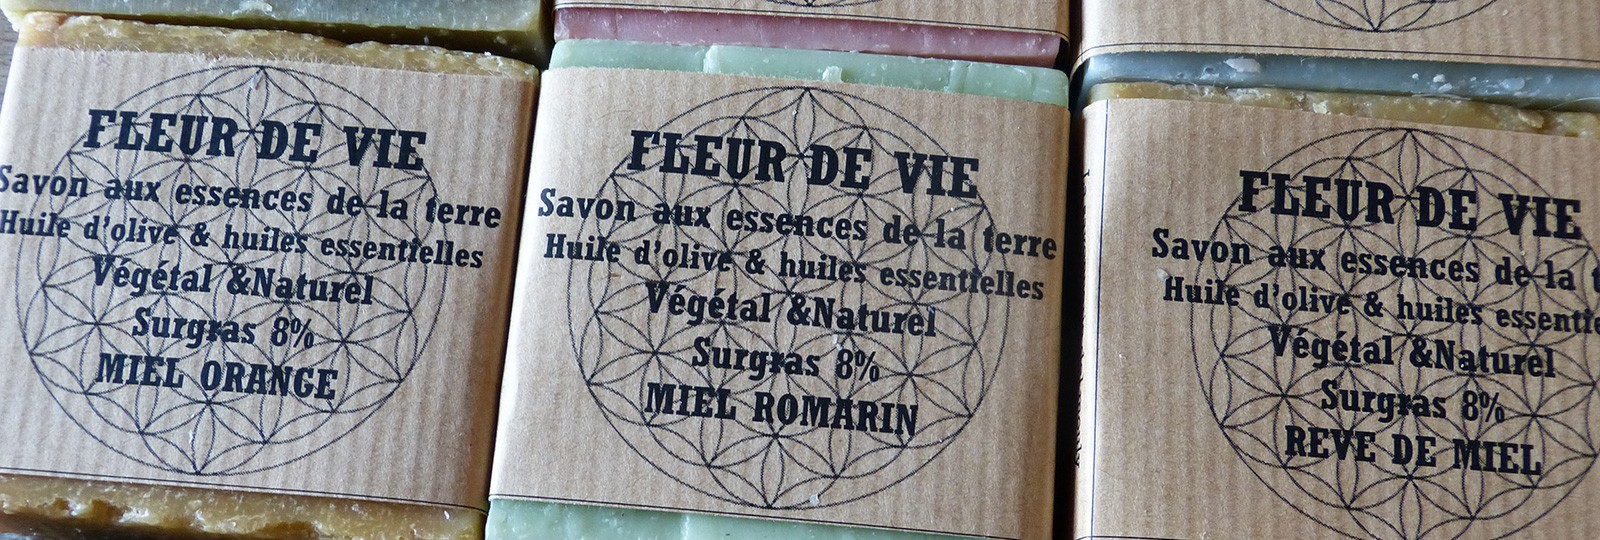 FLEUR DE VIE
Savon aux essences de la terre
Huile d'olive & huiles essentielles
Végétal &Naturel
Surgras 8%
MIEL ORANGE
FLEUR DE VIE
Savon aux essences de la terre
Huile d'olive & huiles essentielles
Végétal &Naturel
Surgras 8%
MIEL ROMARIN
FLEUR DE VIE
Savon aux essences de la t
Huile d'olive & huiles essentie
Végétal &Naturel
Surgras 8%
REVE DE MIEL